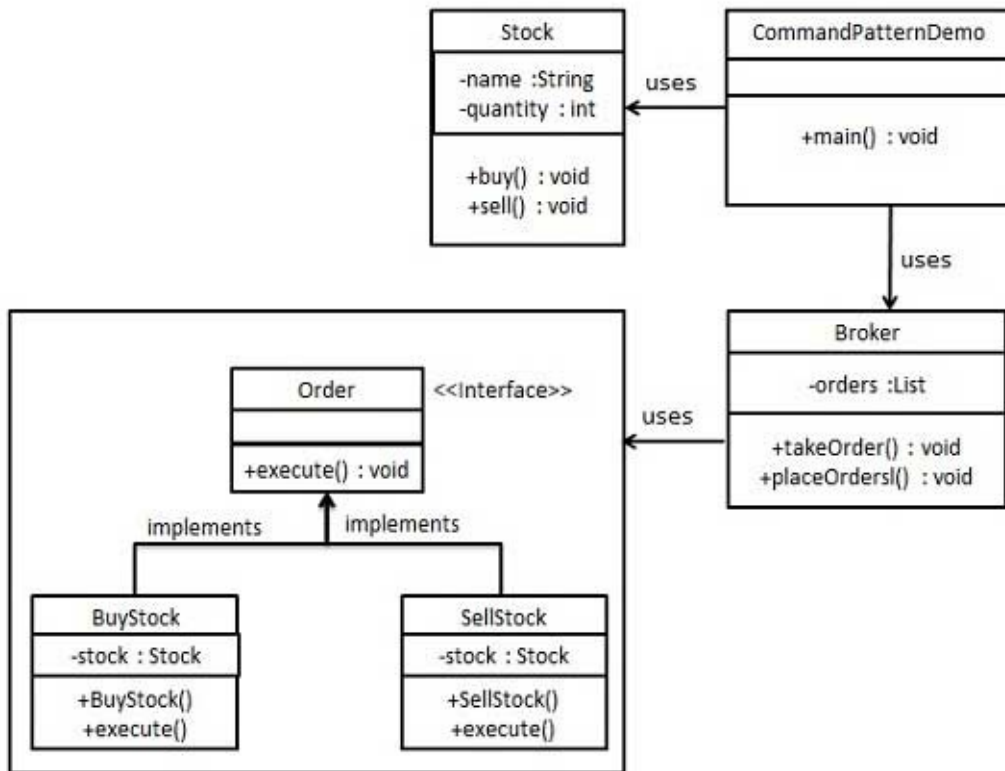 Stock
-name :String
-quantity : int
+buy() : void
+sell() : void
uses
CommandPatternDemo
+main() : void
uses
Broker
-orders :List
+takeOrder() : void
+placeOrdersl() : void
uses
Order
<<Interface>>
+execute() : void
implements
implements
BuyStock
-stock : Stock
+BuyStock()
+execute()
SellStock
-stock : Stock
+SellStock()
+execute()